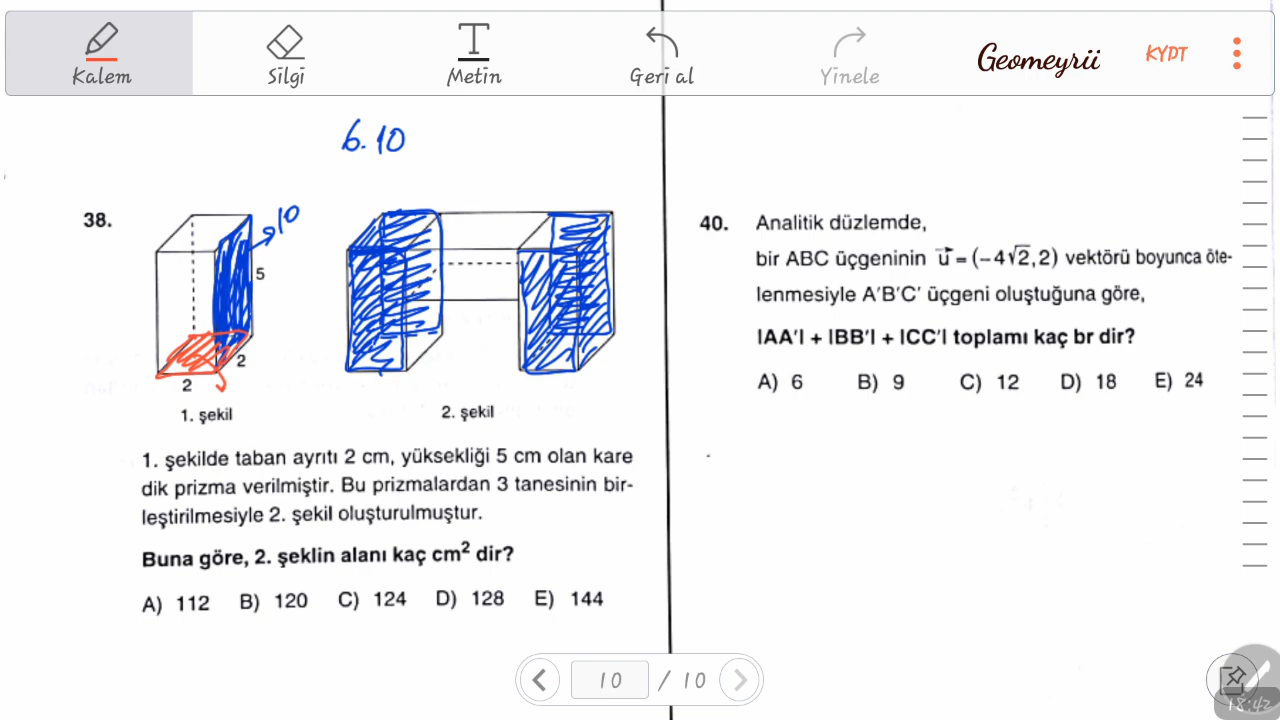 Kalem Silgi Metin Geri al Yinele Geomeyrii KYDT
6.10
38.
10
5
2
2
1. şekil 2. şekil
1. şekilde taban ayrıtı 2 cm, yüksekliği 5 cm olan kare
dik prizma verilmiştir. Bu prizmalardan 3 tanesinin bir-
leştirilmesiyle 2. şekil oluşturulmuştur.
Buna göre, 2. şeklin alanı kaç cm² dir?
A) 112 B) 120 C) 124 D) 128 E) 144
40. Analitik düzlemde,
bir ABC üçgeninin u⃗ = (−4√2, 2) vektörü boyunca öte-
lenmesiyle A'B'C' üçgeni oluştuğuna göre,
|AA'| + |BB'| + |CC'| toplamı kaç br dir?
A) 6 B) 9 C) 12 D) 18 E) 24
10 / 10
18:42